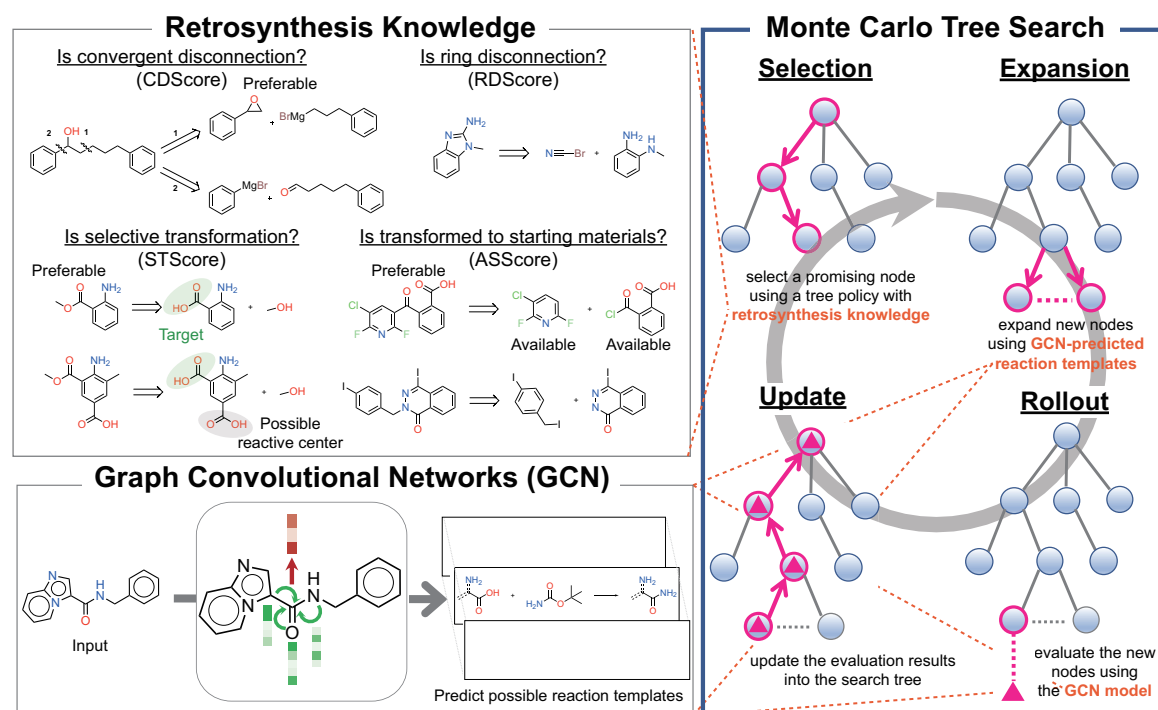 Retrosynthesis Knowledge
Is convergent disconnection?
(CDScore)
Preferable
OH
2
1
1
O
+
BrMg
2
MgBr
+
O
Is ring disconnection?
(RDScore)
NH2
N
N
N
Br
+
NH2
H
N
Is selective transformation?
(STScore)
Preferable
O
NH2
O
O
NH2
HO
+
OH
Target
O
NH2
O
O
OH
O
NH2
HO
+
OH
O
OH
Possible
reactive center
Is transformed to starting materials?
(ASScore)
Preferable
O
O
OH
Cl
F
N
F
Cl
F
N
F
Available
+
O
O
OH
Cl
Available
I
I
N
N
O
I
I
+
I
N
N
O
Graph Convolutional Networks (GCN)
N
N
H
N
O
Input
N
N
H
N
O
NH2
OH
O
+
H2N
O
O
NH2
NH2
O
Predict possible reaction templates
Monte Carlo Tree Search
Selection
select a promising node
using a tree policy with
retrosynthesis knowledge
Expansion
expand new nodes
using GCN-predicted
reaction templates
Update
update the evaluation results
into the search tree
Rollout
evaluate the new
nodes using
the GCN model